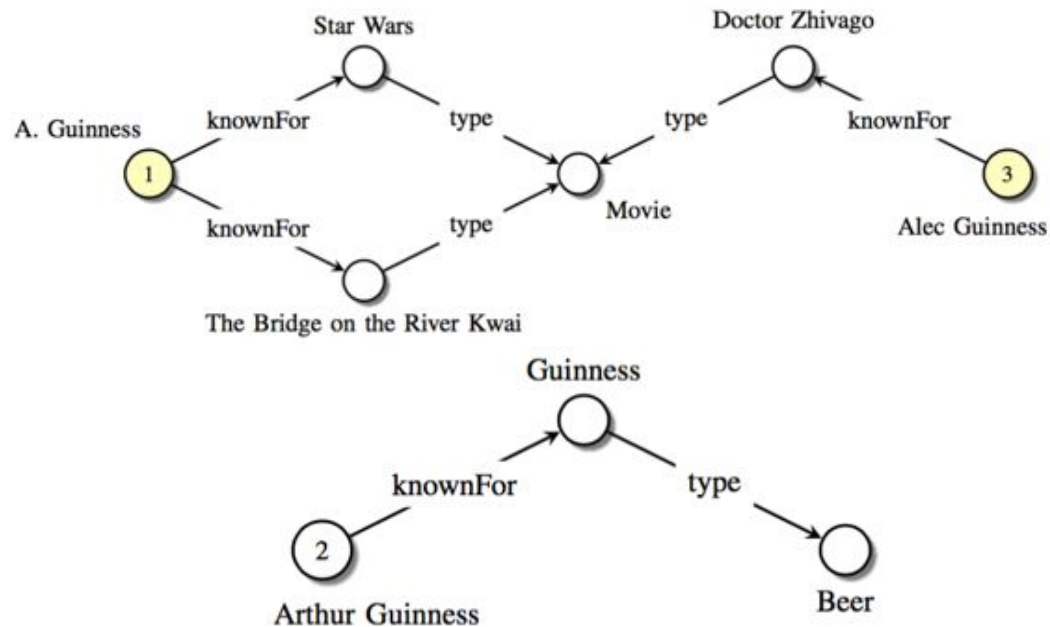 Star Wars
Doctor Zhivago
knownFor
type
type
knownFor
A. Guinness
1
3
Movie
Alec Guinness
knownFor
type
The Bridge on the River Kwai
Guinness
knownFor
type
2
Arthur Guinness
Beer